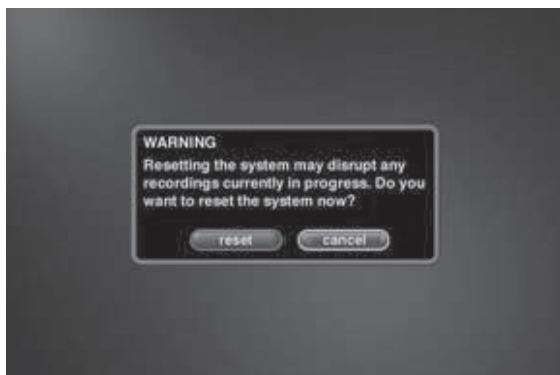 WARNING
Resetting the system may disrupt any
recordings currently in progress. Do you
want to reset the system now?
reset cancel